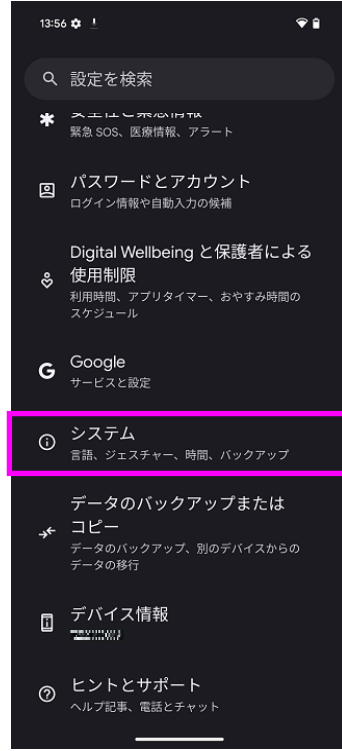 13:56
設定を検索
安全性と緊急情報
緊急 SOS、医療情報、アラート
パスワードとアカウント
ログイン情報や自動入力の候補
Digital Wellbeing と保護者による
使用制限
利用時間、アプリタイマー、おやすみ時間の
スケジュール
G Google
サービスと設定
システム
言語、ジェスチャー、時間、バックアップ
データのバックアップまたは
コピー
データのバックアップ、別のデバイスからの
データの移行
デバイス情報
ヒントとサポート
ヘルプ記事、電話とチャット